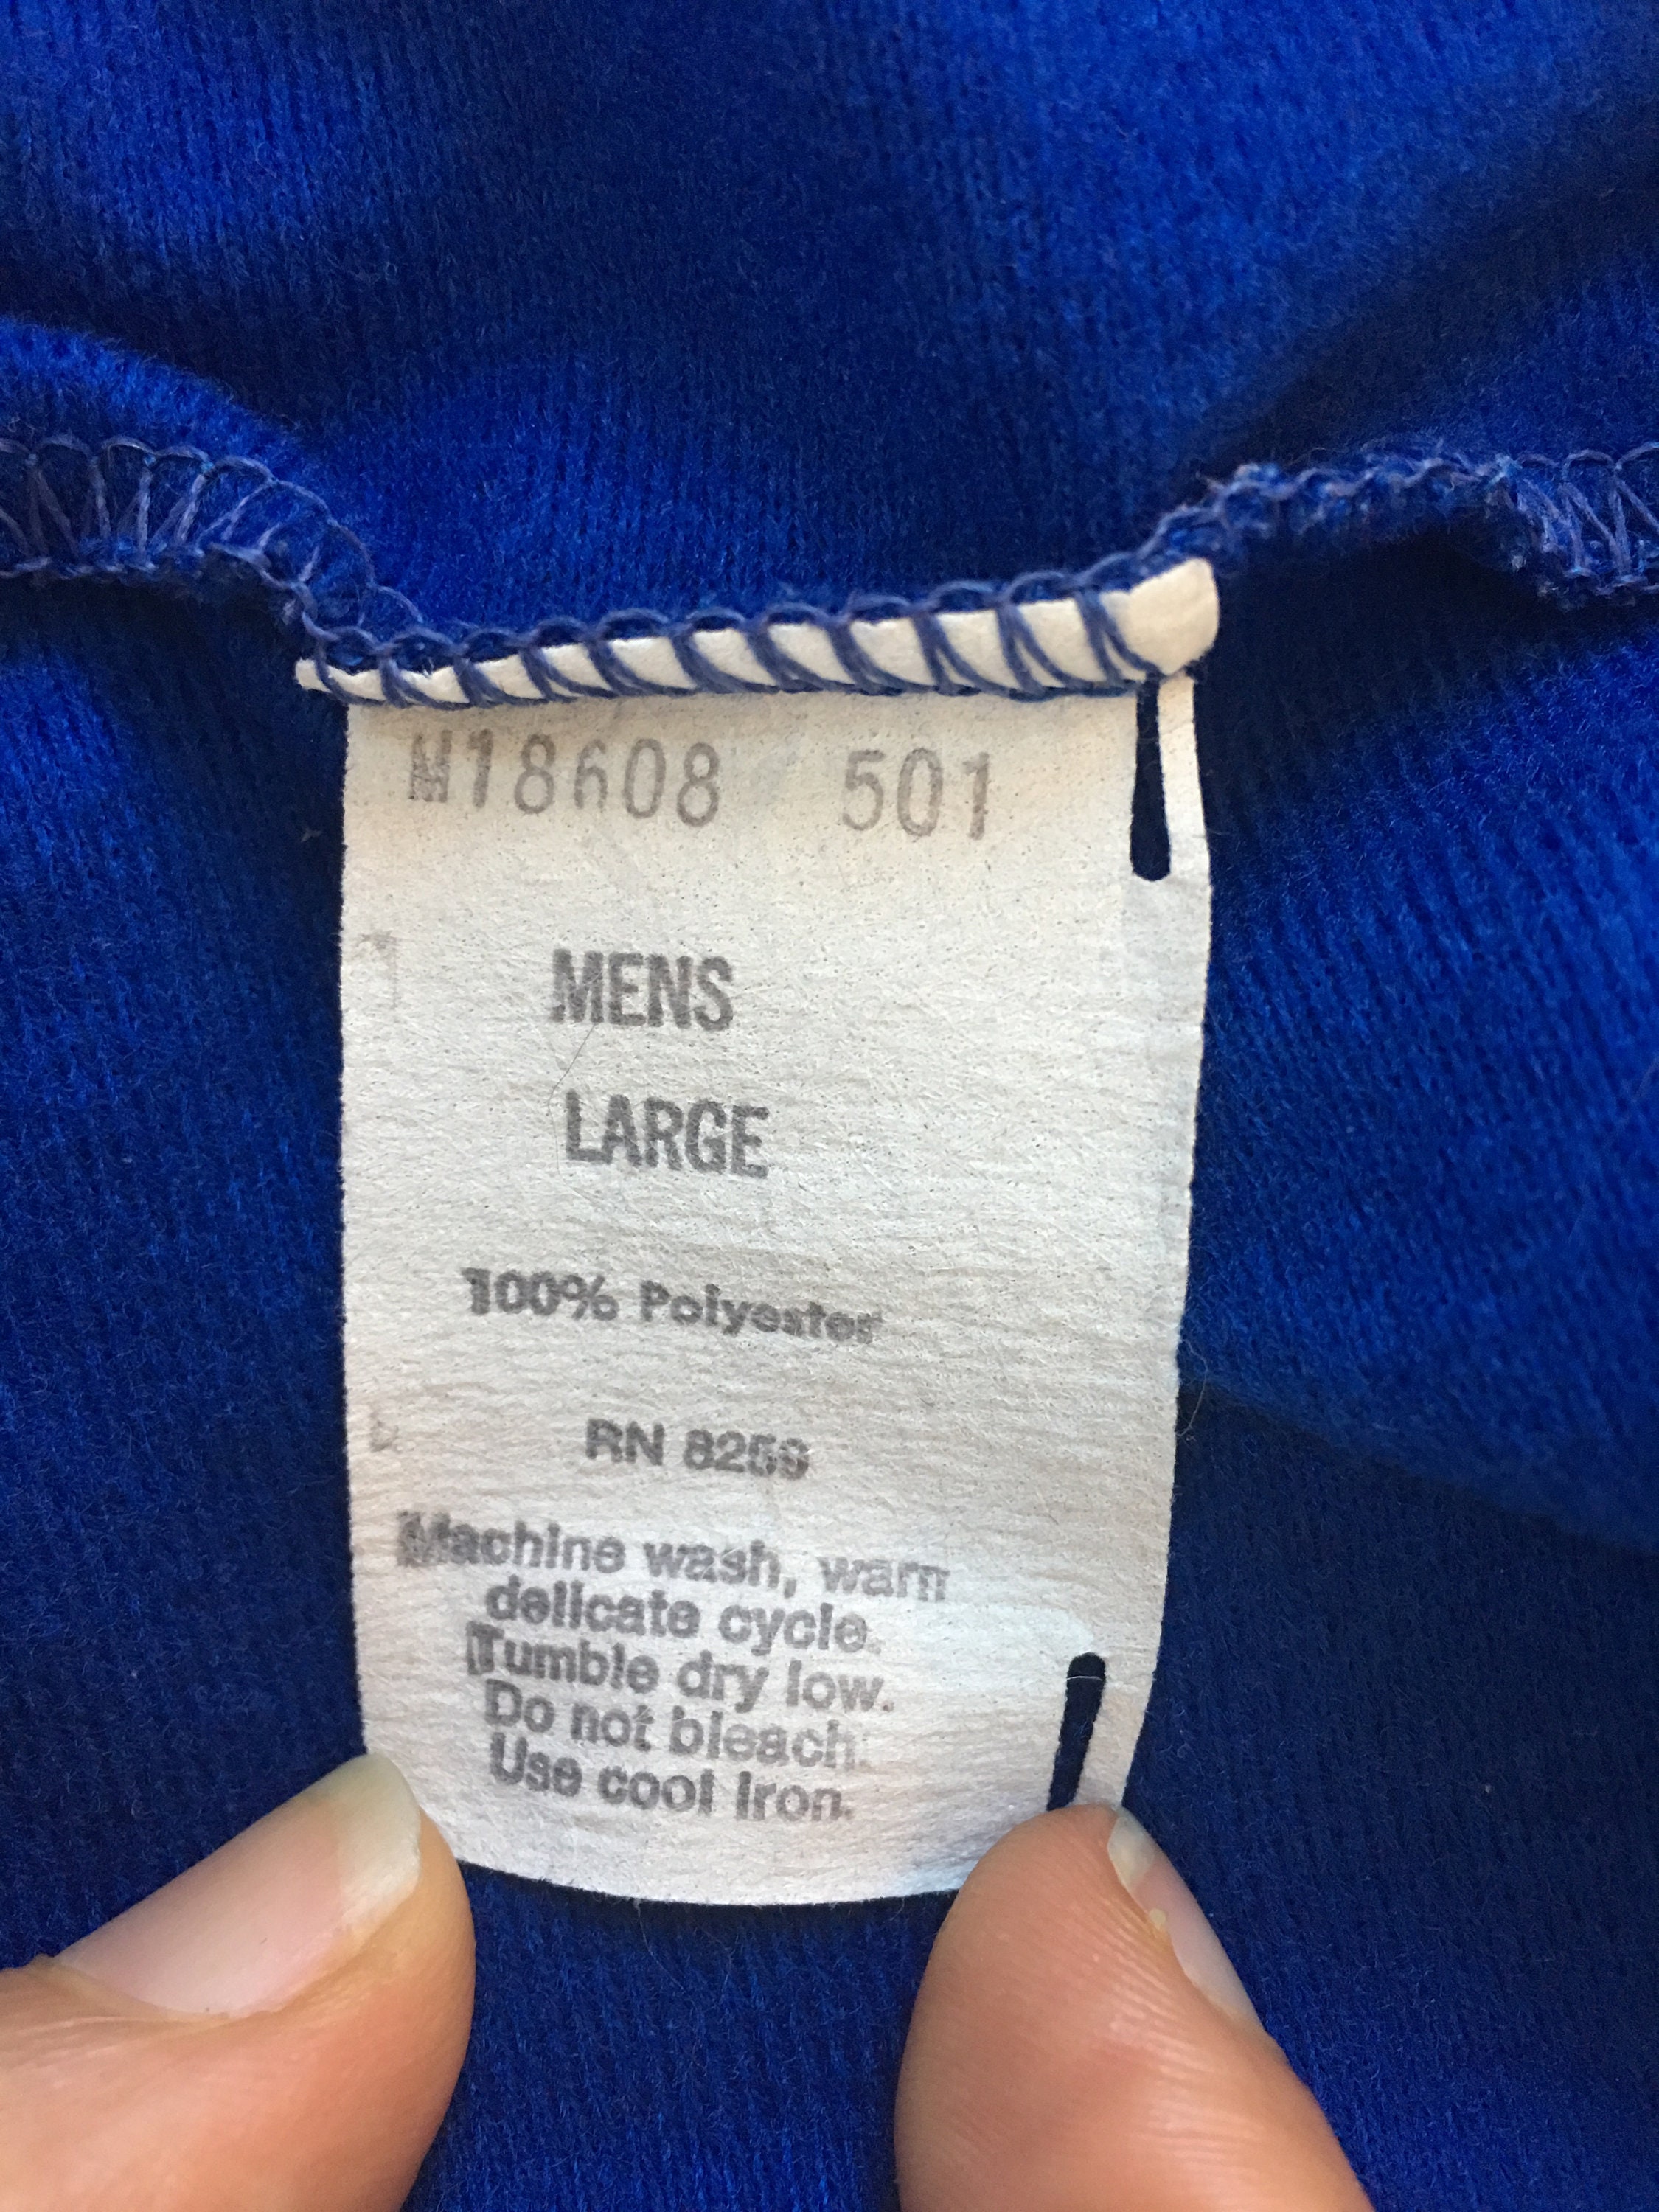 M18608 501
MENS
LARGE
100% Polyester
RN 8259
Machine wash, warm
delicate cycle.
Tumble dry low.
Do not bleach.
Use cool iron.